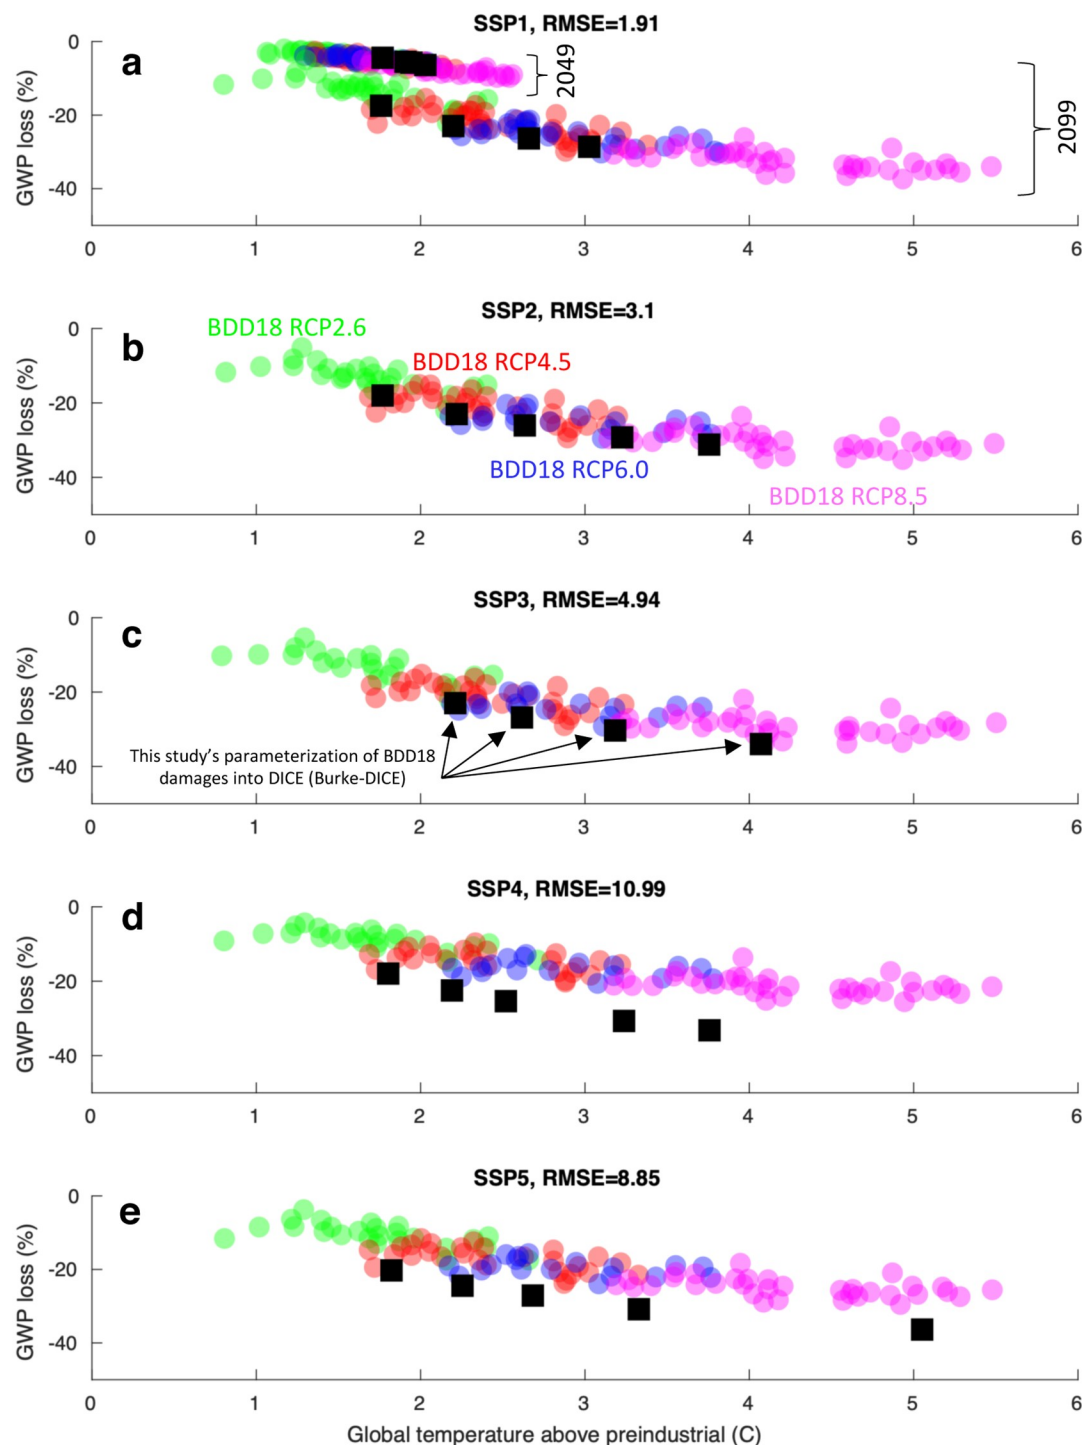 SSP1, RMSE=1.91
a
GWP loss (%)
0
-20
-40
2049
2099
0 1 2 3 4 5 6
SSP2, RMSE=3.1
b
GWP loss (%)
0
-20
-40
BDD18 RCP2.6
BDD18 RCP4.5
BDD18 RCP6.0
BDD18 RCP8.5
0 1 2 3 4 5 6
SSP3, RMSE=4.94
c
GWP loss (%)
0
-20
-40
This study's parameterization of BDD18
damages into DICE (Burke-DICE)
0 1 2 3 4 5 6
SSP4, RMSE=10.99
d
GWP loss (%)
0
-20
-40
0 1 2 3 4 5 6
SSP5, RMSE=8.85
e
GWP loss (%)
0
-20
-40
0 1 2 3 4 5 6
Global temperature above preindustrial (C)